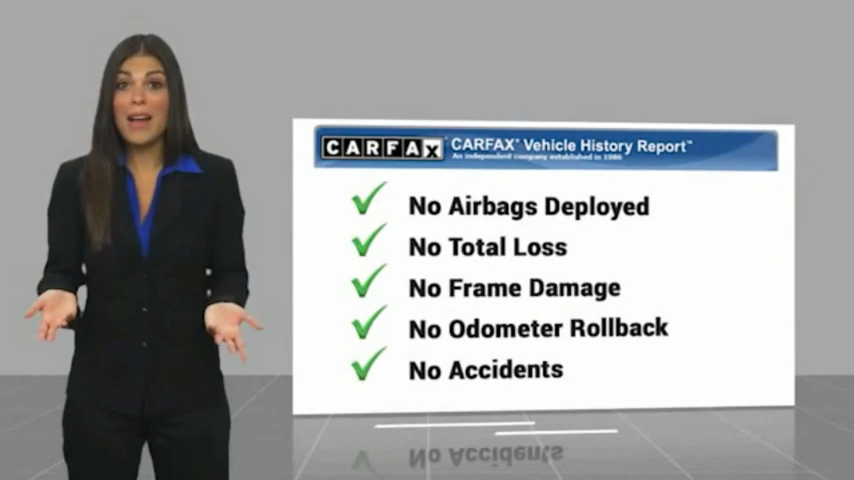 CARFAX CARFAX® Vehicle History Report™
An independent company established in 1986
No Airbags Deployed
No Total Loss
No Frame Damage
No Odometer Rollback
No Accidents
No Accidents